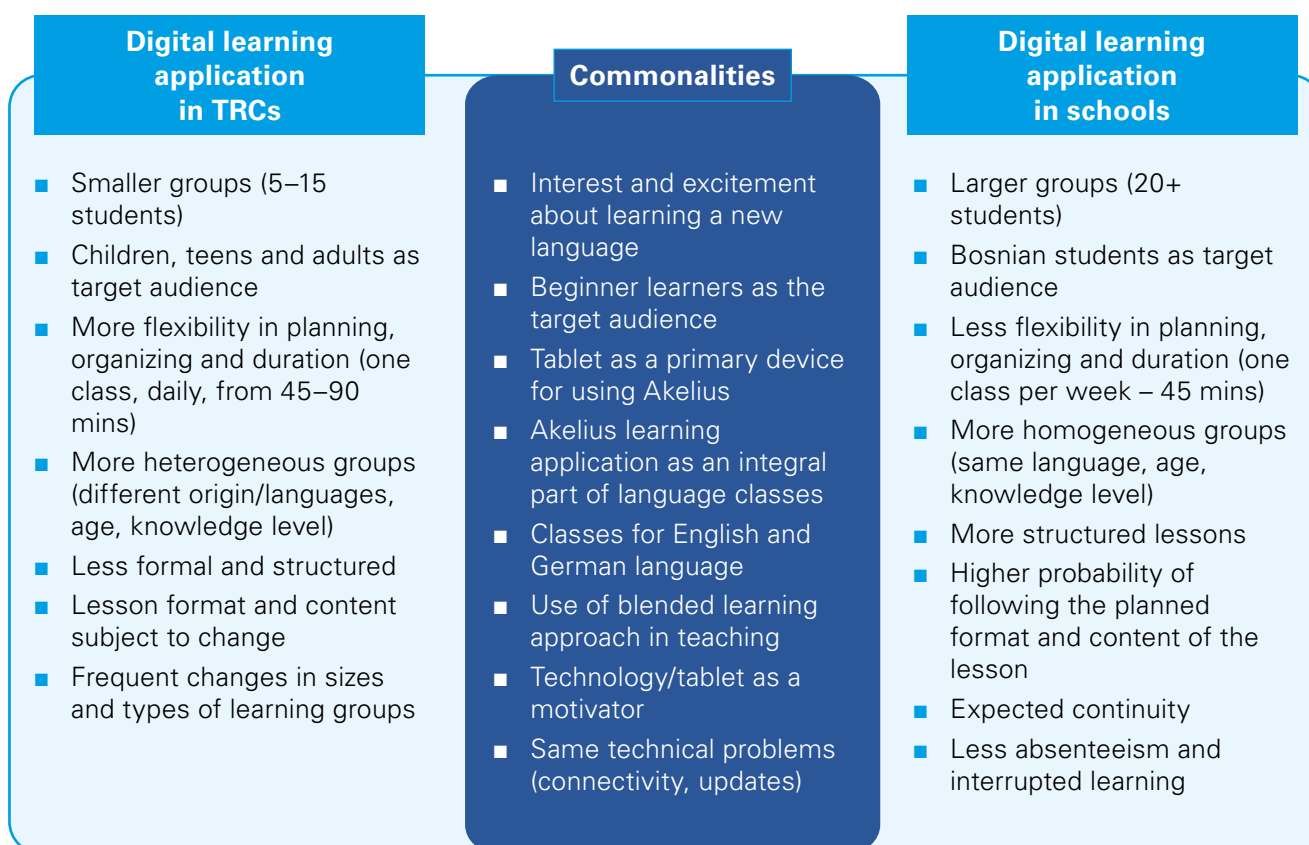 Digital learning
application
in TRCs
■ Smaller groups (5–15
students)
■ Children, teens and adults as
target audience
■ More flexibility in planning,
organizing and duration (one
class, daily, from 45–90
mins)
■ More heterogeneous groups
(different origin/languages,
age, knowledge level)
■ Less formal and structured
■ Lesson format and content
subject to change
■ Frequent changes in sizes
and types of learning groups
Commonalities
■ Interest and excitement
about learning a new
language
■ Beginner learners as the
target audience
■ Tablet as a primary device
for using Akelius
■ Akelius learning
application as an integral
part of language classes
■ Classes for English and
German language
■ Use of blended learning
approach in teaching
■ Technology/tablet as a
motivator
■ Same technical problems
(connectivity, updates)
Digital learning
application
in schools
■ Larger groups (20+
students)
■ Bosnian students as target
audience
■ Less flexibility in planning,
organizing and duration (one
class per week – 45 mins)
■ More homogeneous groups
(same language, age,
knowledge level)
■ More structured lessons
■ Higher probability of
following the planned
format and content of the
lesson
■ Expected continuity
■ Less absenteeism and
interrupted learning